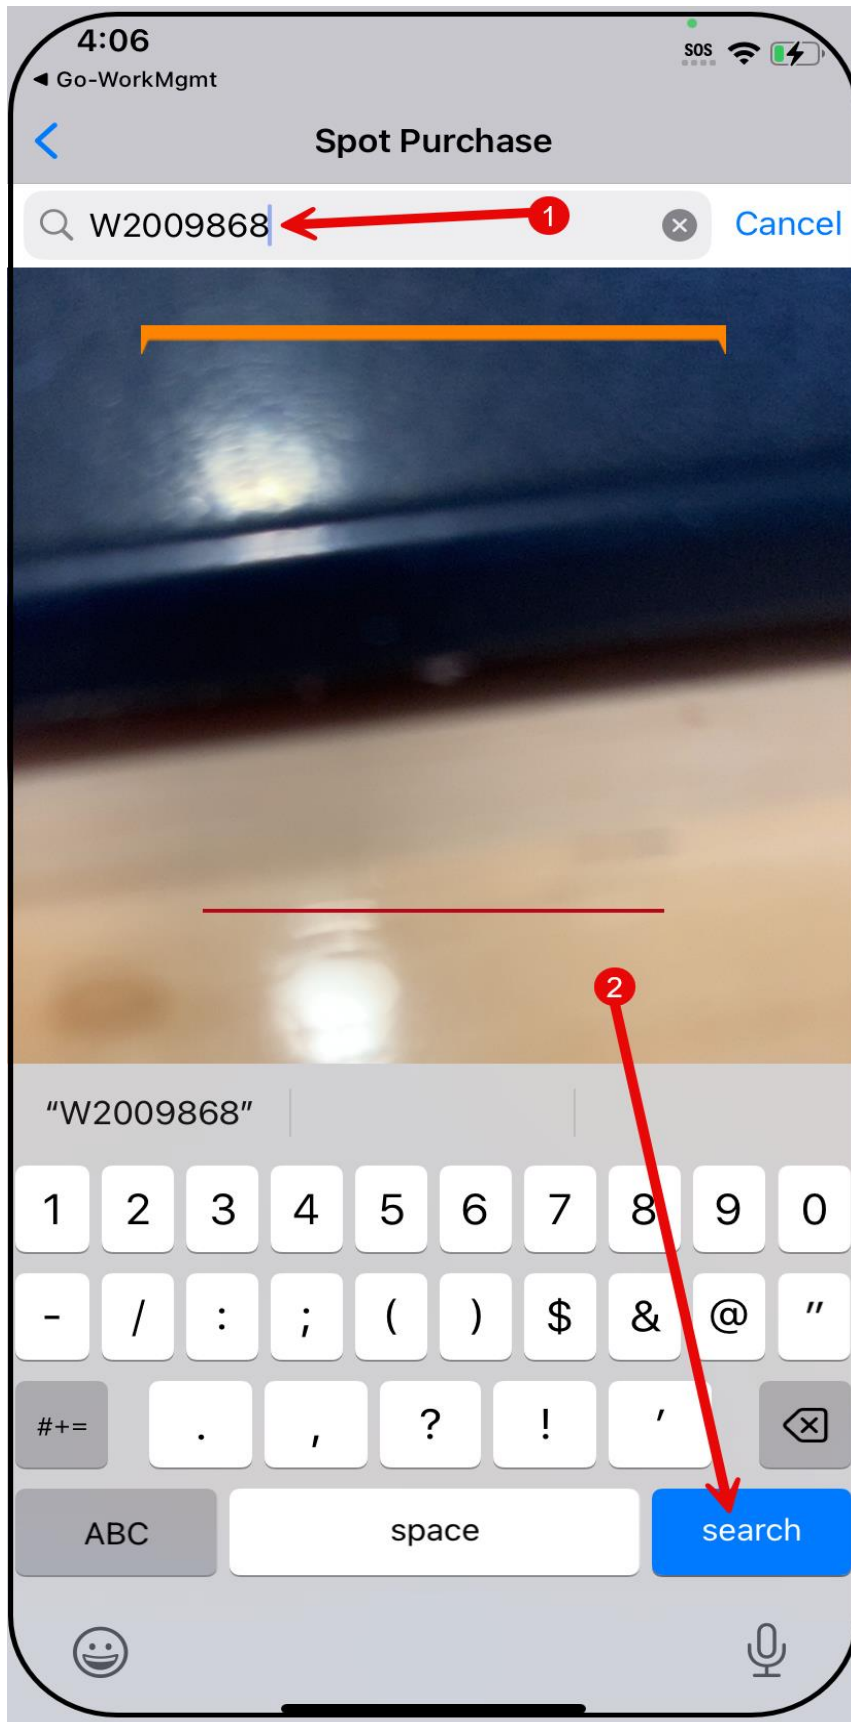 4:06
SOS
◀ Go-WorkMgmt
Spot Purchase
W2009868
1
Cancel
2
“W2009868”
1 2 3 4 5 6 7 8 9 0
- / : ; ( ) $ & @ "
#+= . , ? ! '
ABC space search